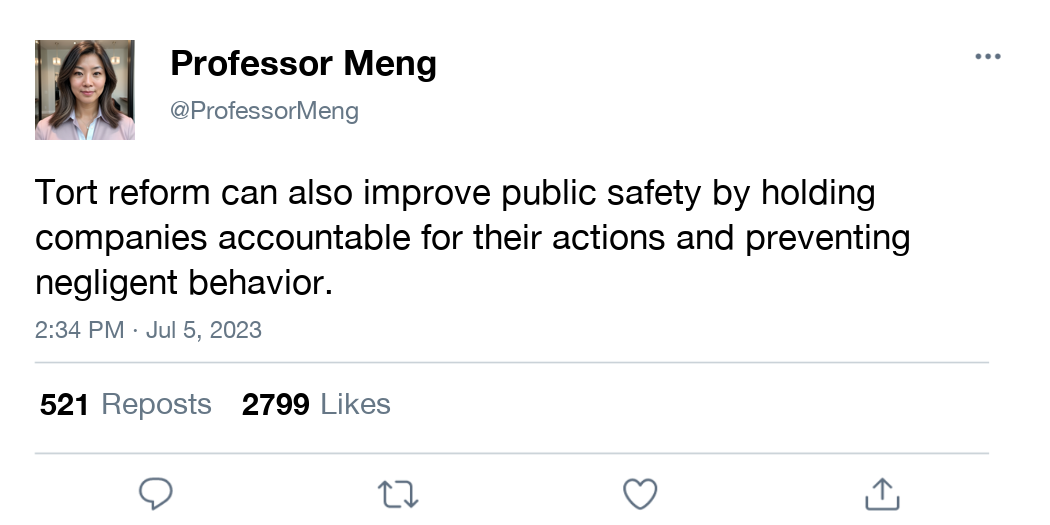 Professor Meng
@ProfessorMeng
Tort reform can also improve public safety by holding
companies accountable for their actions and preventing
negligent behavior.
2:34 PM · Jul 5, 2023
521 Reposts 2799 Likes